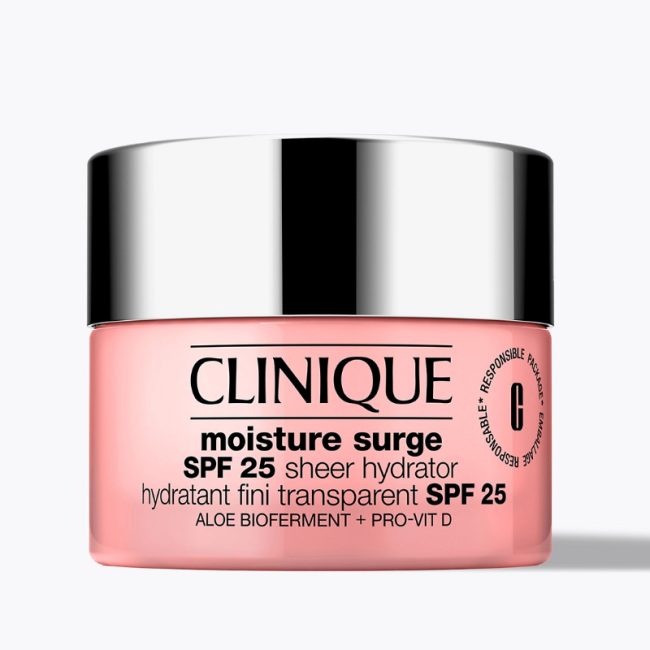 CLINIQUE
moisture surge
SPF 25 sheer hydrator
hydratant fini transparent SPF 25
ALOE BIOFERMENT + PRO-VIT D
RESPONSIBLE PACKAGE* EMBALLAGE RESPONSABLE*
C